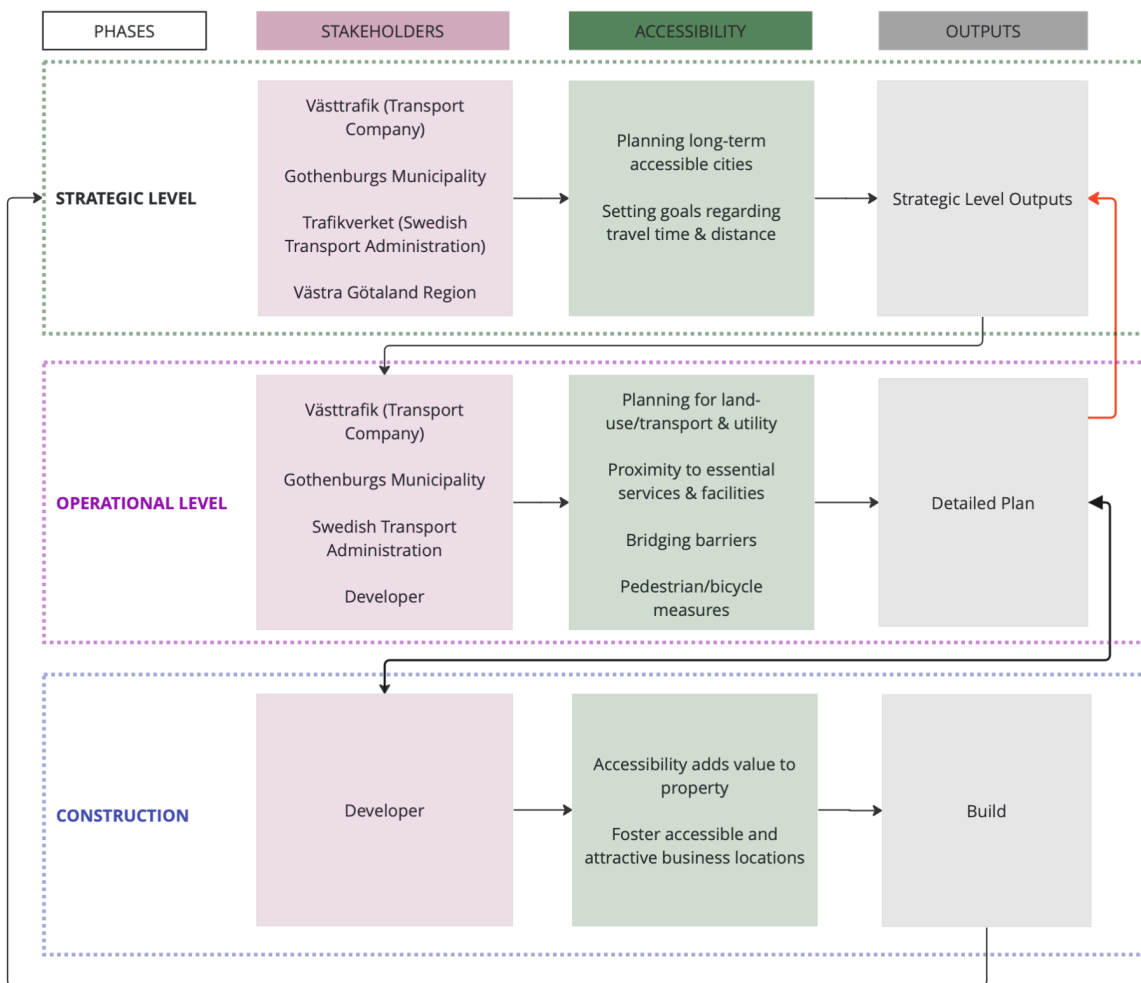 PHASES
STAKEHOLDERS
ACCESSIBILITY
OUTPUTS
STRATEGIC LEVEL
Västtrafik (Transport
Company)
Gothenburgs Municipality
Trafikverket (Swedish
Transport Administration)
Västra Götaland Region
Planning long-term
accessible cities
Setting goals regarding
travel time & distance
Strategic Level Outputs
OPERATIONAL LEVEL
Västtrafik (Transport
Company)
Gothenburgs Municipality
Swedish Transport
Administration
Developer
Planning for land-
use/transport & utility
Proximity to essential
services & facilities
Bridging barriers
Pedestrian/bicycle
measures
Detailed Plan
CONSTRUCTION
Developer
Accessibility adds value to
property
Foster accessible and
attractive business locations
Build